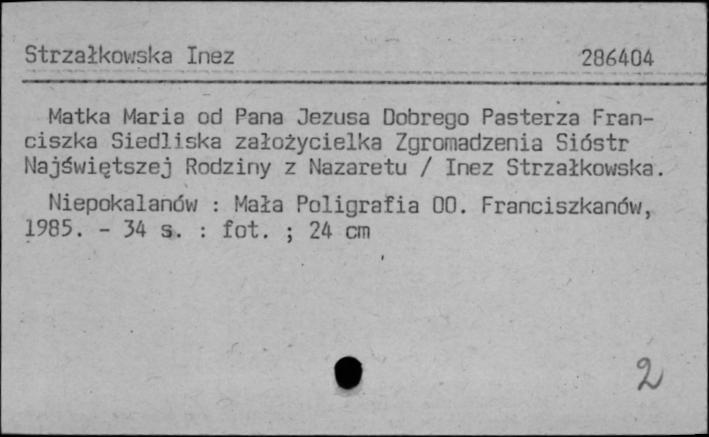 Strzałkowska Inez 286404
Matka Maria od Pana Jezusa Dobrego Pasterza Fran-
ciszka Siedliska założycielka Zgromadzenia Sióstr
Najświętszej Rodziny z Nazaretu / Inez Strzałkowska.
Niepokalanów : Mała Poligrafia OO. Franciszkanów,
1985. - 34 s. : fot. ; 24 cm
2